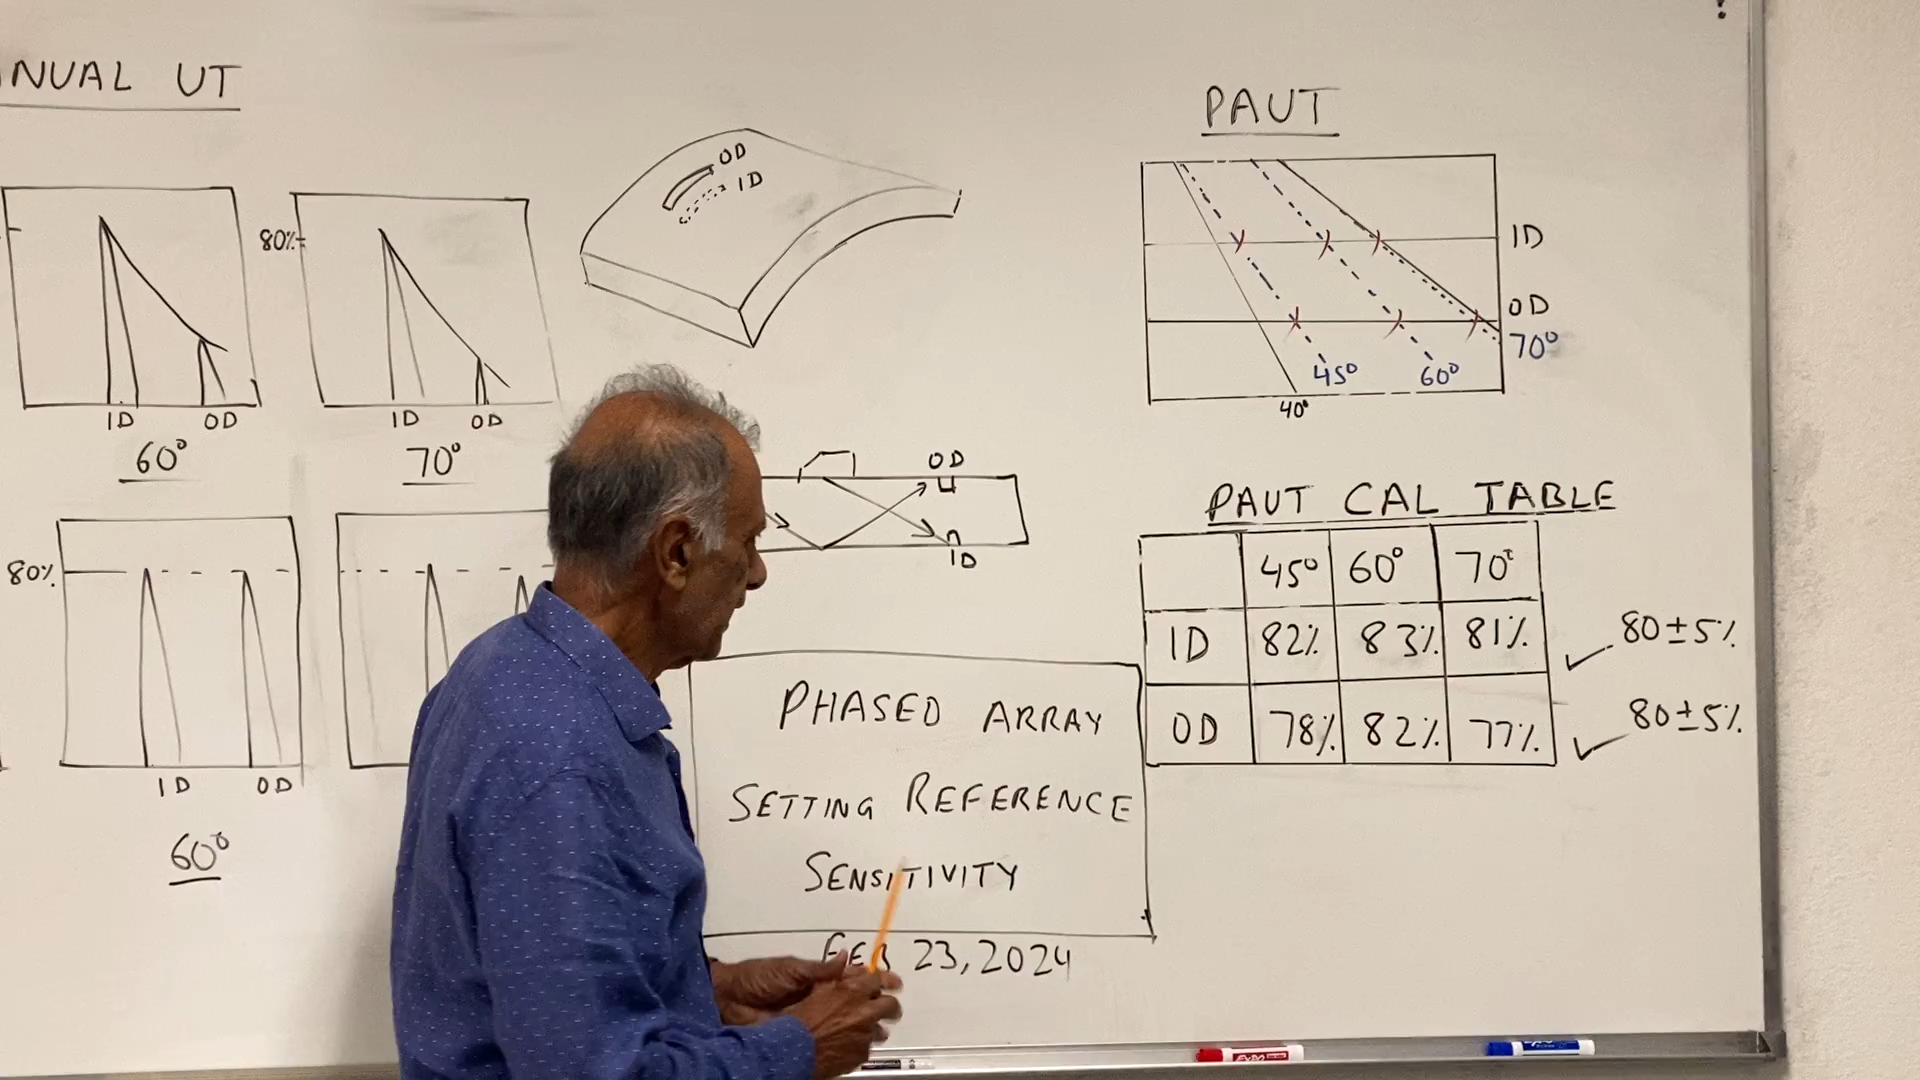 NUAL UT
80%
ID
OD
60°
ID
OD
70°
80%
ID
OD
60°
OD
ID
OD
ID
PHASED ARRAY
SETTING REFERENCE
SENSITIVITY
FEB 23, 2024
PAUT
ID
OD
70°
45°
60°
40°
PAUT CAL TABLE
45° 60° 70°
ID 82% 83% 81% 80±5%
OD 78% 82% 77% 80±5%
EXPO